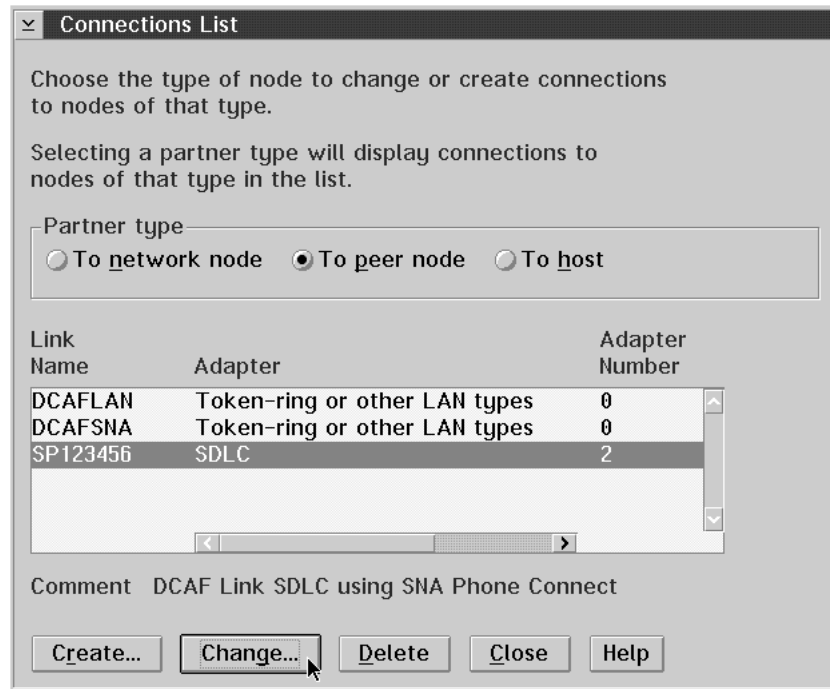 Connections List
Choose the type of node to change or create connections
to nodes of that type.
Selecting a partner type will display connections to
nodes of that type in the list.
Partner type
To network node To peer node To host
Link Adapter
Name Adapter Number
DCAFLAN Token-ring or other LAN types 0
DCAFSNA Token-ring or other LAN types 0
SP123456 SDLC 2
Comment DCAF Link SDLC using SNA Phone Connect
Create... Change... Delete Close Help